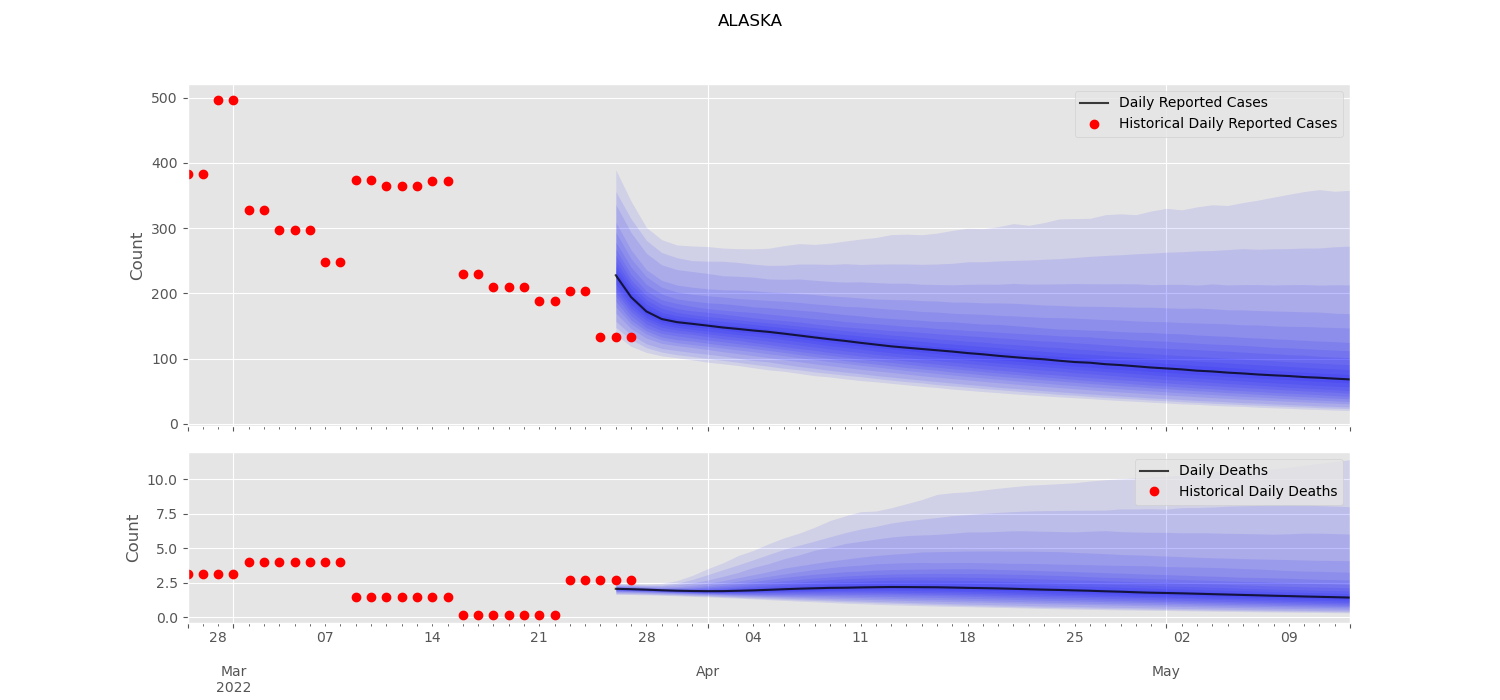 ALASKA
500
400
300
200
100
0
Count
Daily Reported Cases
Historical Daily Reported Cases
10.0
7.5
5.0
2.5
0.0
Count
Daily Deaths
Historical Daily Deaths
28 07 14 21 28 04 11 18 25 02 09
Mar Apr May
2022